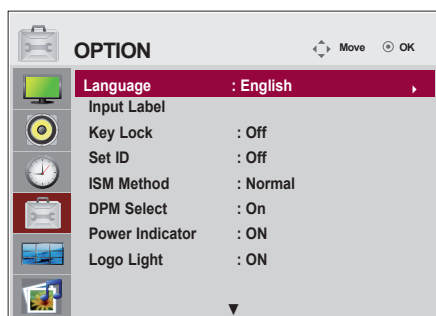 OPTION Move OK
Language : English
Input Label
Key Lock : Off
Set ID : Off
ISM Method : Normal
DPM Select : On
Power Indicator : ON
Logo Light : ON